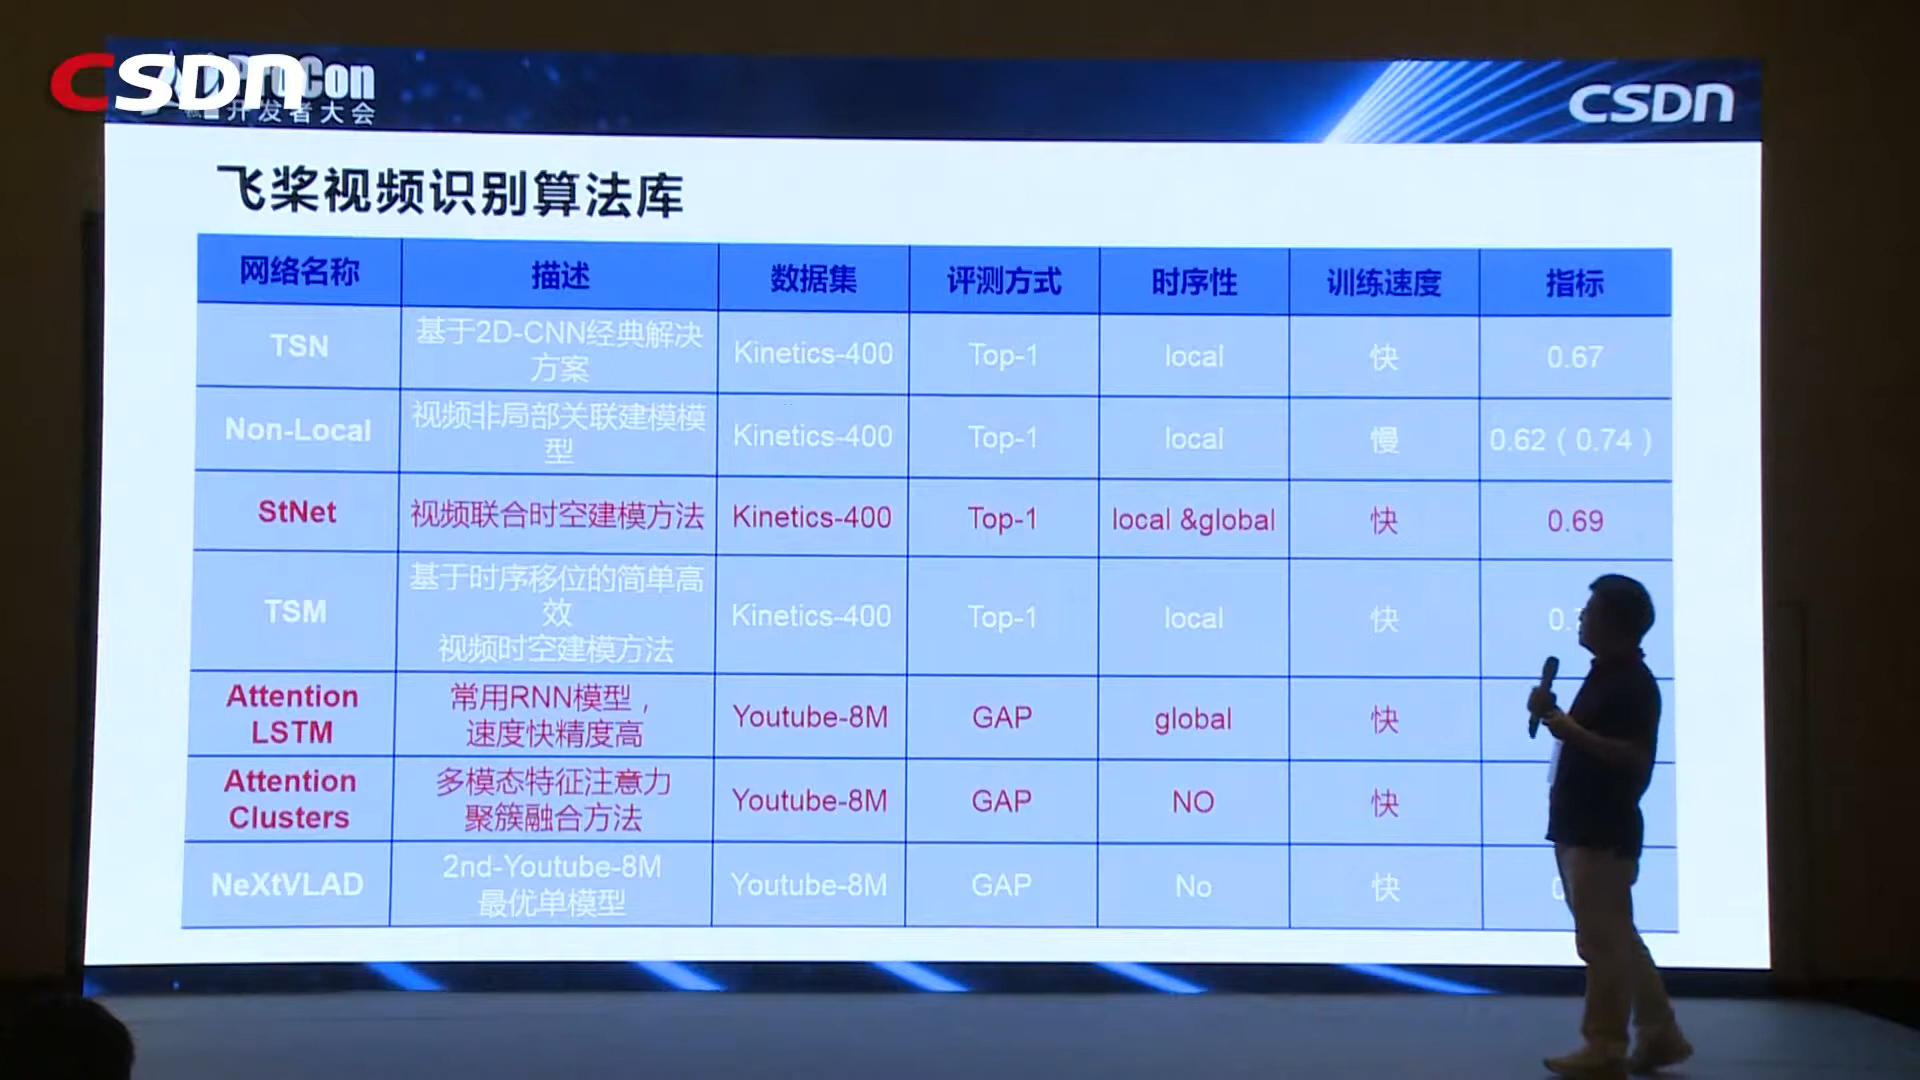 CSDN
ProCon
开发者大会
CSDN
飞桨视频识别算法库
网络名称 描述 数据集 评测方式 时序性 训练速度 指标
TSN 基于2D-CNN经典解决 Kinetics-400 Top-1 local 快 0.67
方案
Non-Local 视频非局部关联建模模 Kinetics-400 Top-1 local 慢 0.62（0.74）
型
StNet 视频联合时空建模方法 Kinetics-400 Top-1 local &global 快 0.69
TSM 基于时序移位的简单高 Kinetics-400 Top-1 local 快
效
视频时空建模方法
Attention 常用RNN模型， Youtube-8M GAP global 快
LSTM 速度快精度高
Attention 多模态特征注意力 Youtube-8M GAP NO 快
Clusters 聚簇融合方法
NeXtVLAD 2nd-Youtube-8M Youtube-8M GAP No 快
最优单模型